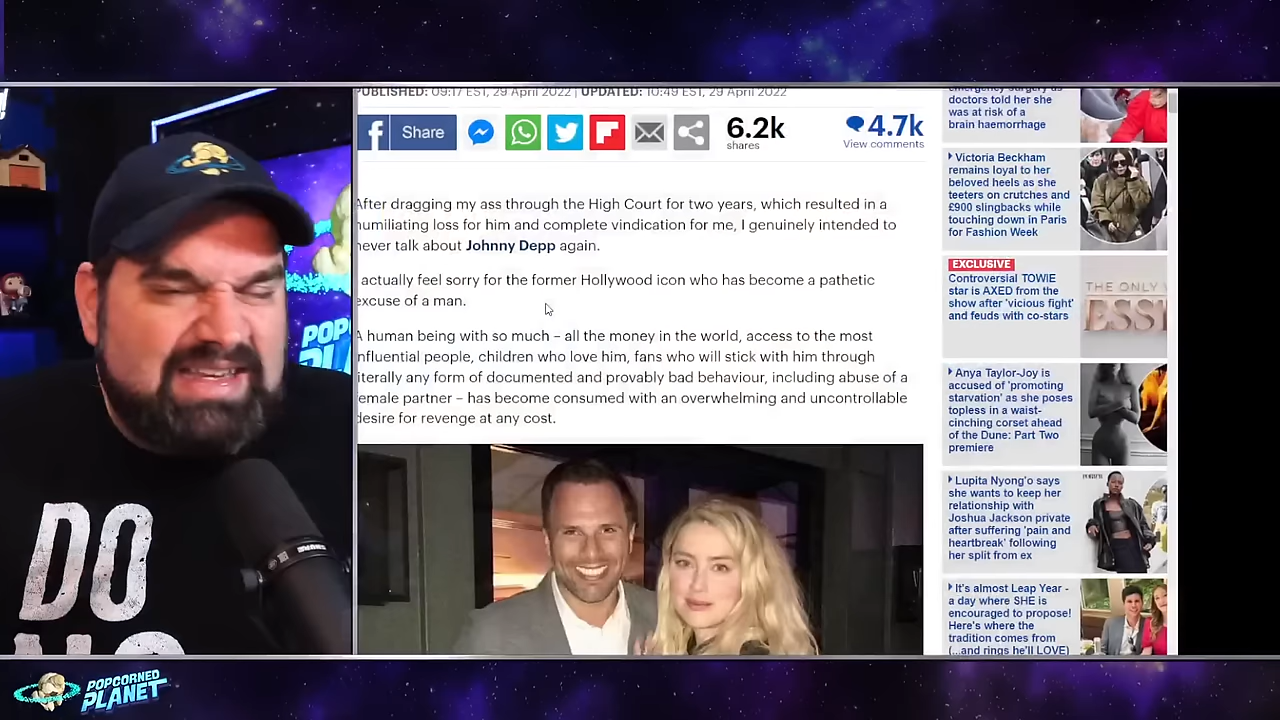 PUBLISHED: 09:17 EST, 29 April 2022 | UPDATED: 10:49 EST, 29 April 2022
Share
6.2k
shares
4.7k
View comments
After dragging my ass through the High Court for two years, which resulted in a
humiliating loss for him and complete vindication for me, I genuinely intended to
never talk about Johnny Depp again.
actually feel sorry for the former Hollywood icon who has become a pathetic
excuse of a man.
A human being with so much – all the money in the world, access to the most
influential people, children who love him, fans who will stick with him through
literally any form of documented and provably bad behaviour, including abuse of a
female partner – has become consumed with an overwhelming and uncontrollable
desire for revenge at any cost.
emergency surgery as
doctors told her she
was at risk of a
brain haemorrhage
Victoria Beckham
remains loyal to her
beloved heels as she
teeters on crutches and
£900 slingbacks while
touching down in Paris
for Fashion Week
EXCLUSIVE
Controversial TOWIE
star is AXED from the
show after 'vicious fight'
and feuds with co-stars
THE ONLY
ESS
Anya Taylor-Joy is
accused of 'promoting
starvation' as she poses
topless in a waist-
cinching corset ahead
of the Dune: Part Two
premiere
Lupita Nyong'o says
she wants to keep her
relationship with
Joshua Jackson private
after suffering 'pain and
heartbreak' following
her split from ex
It's almost Leap Year -
a day where SHE is
encouraged to propose!
Here's where the
tradition comes from
(...and rings he'll LOVE)
POP
PL
DO
POPCORNED
PLANET